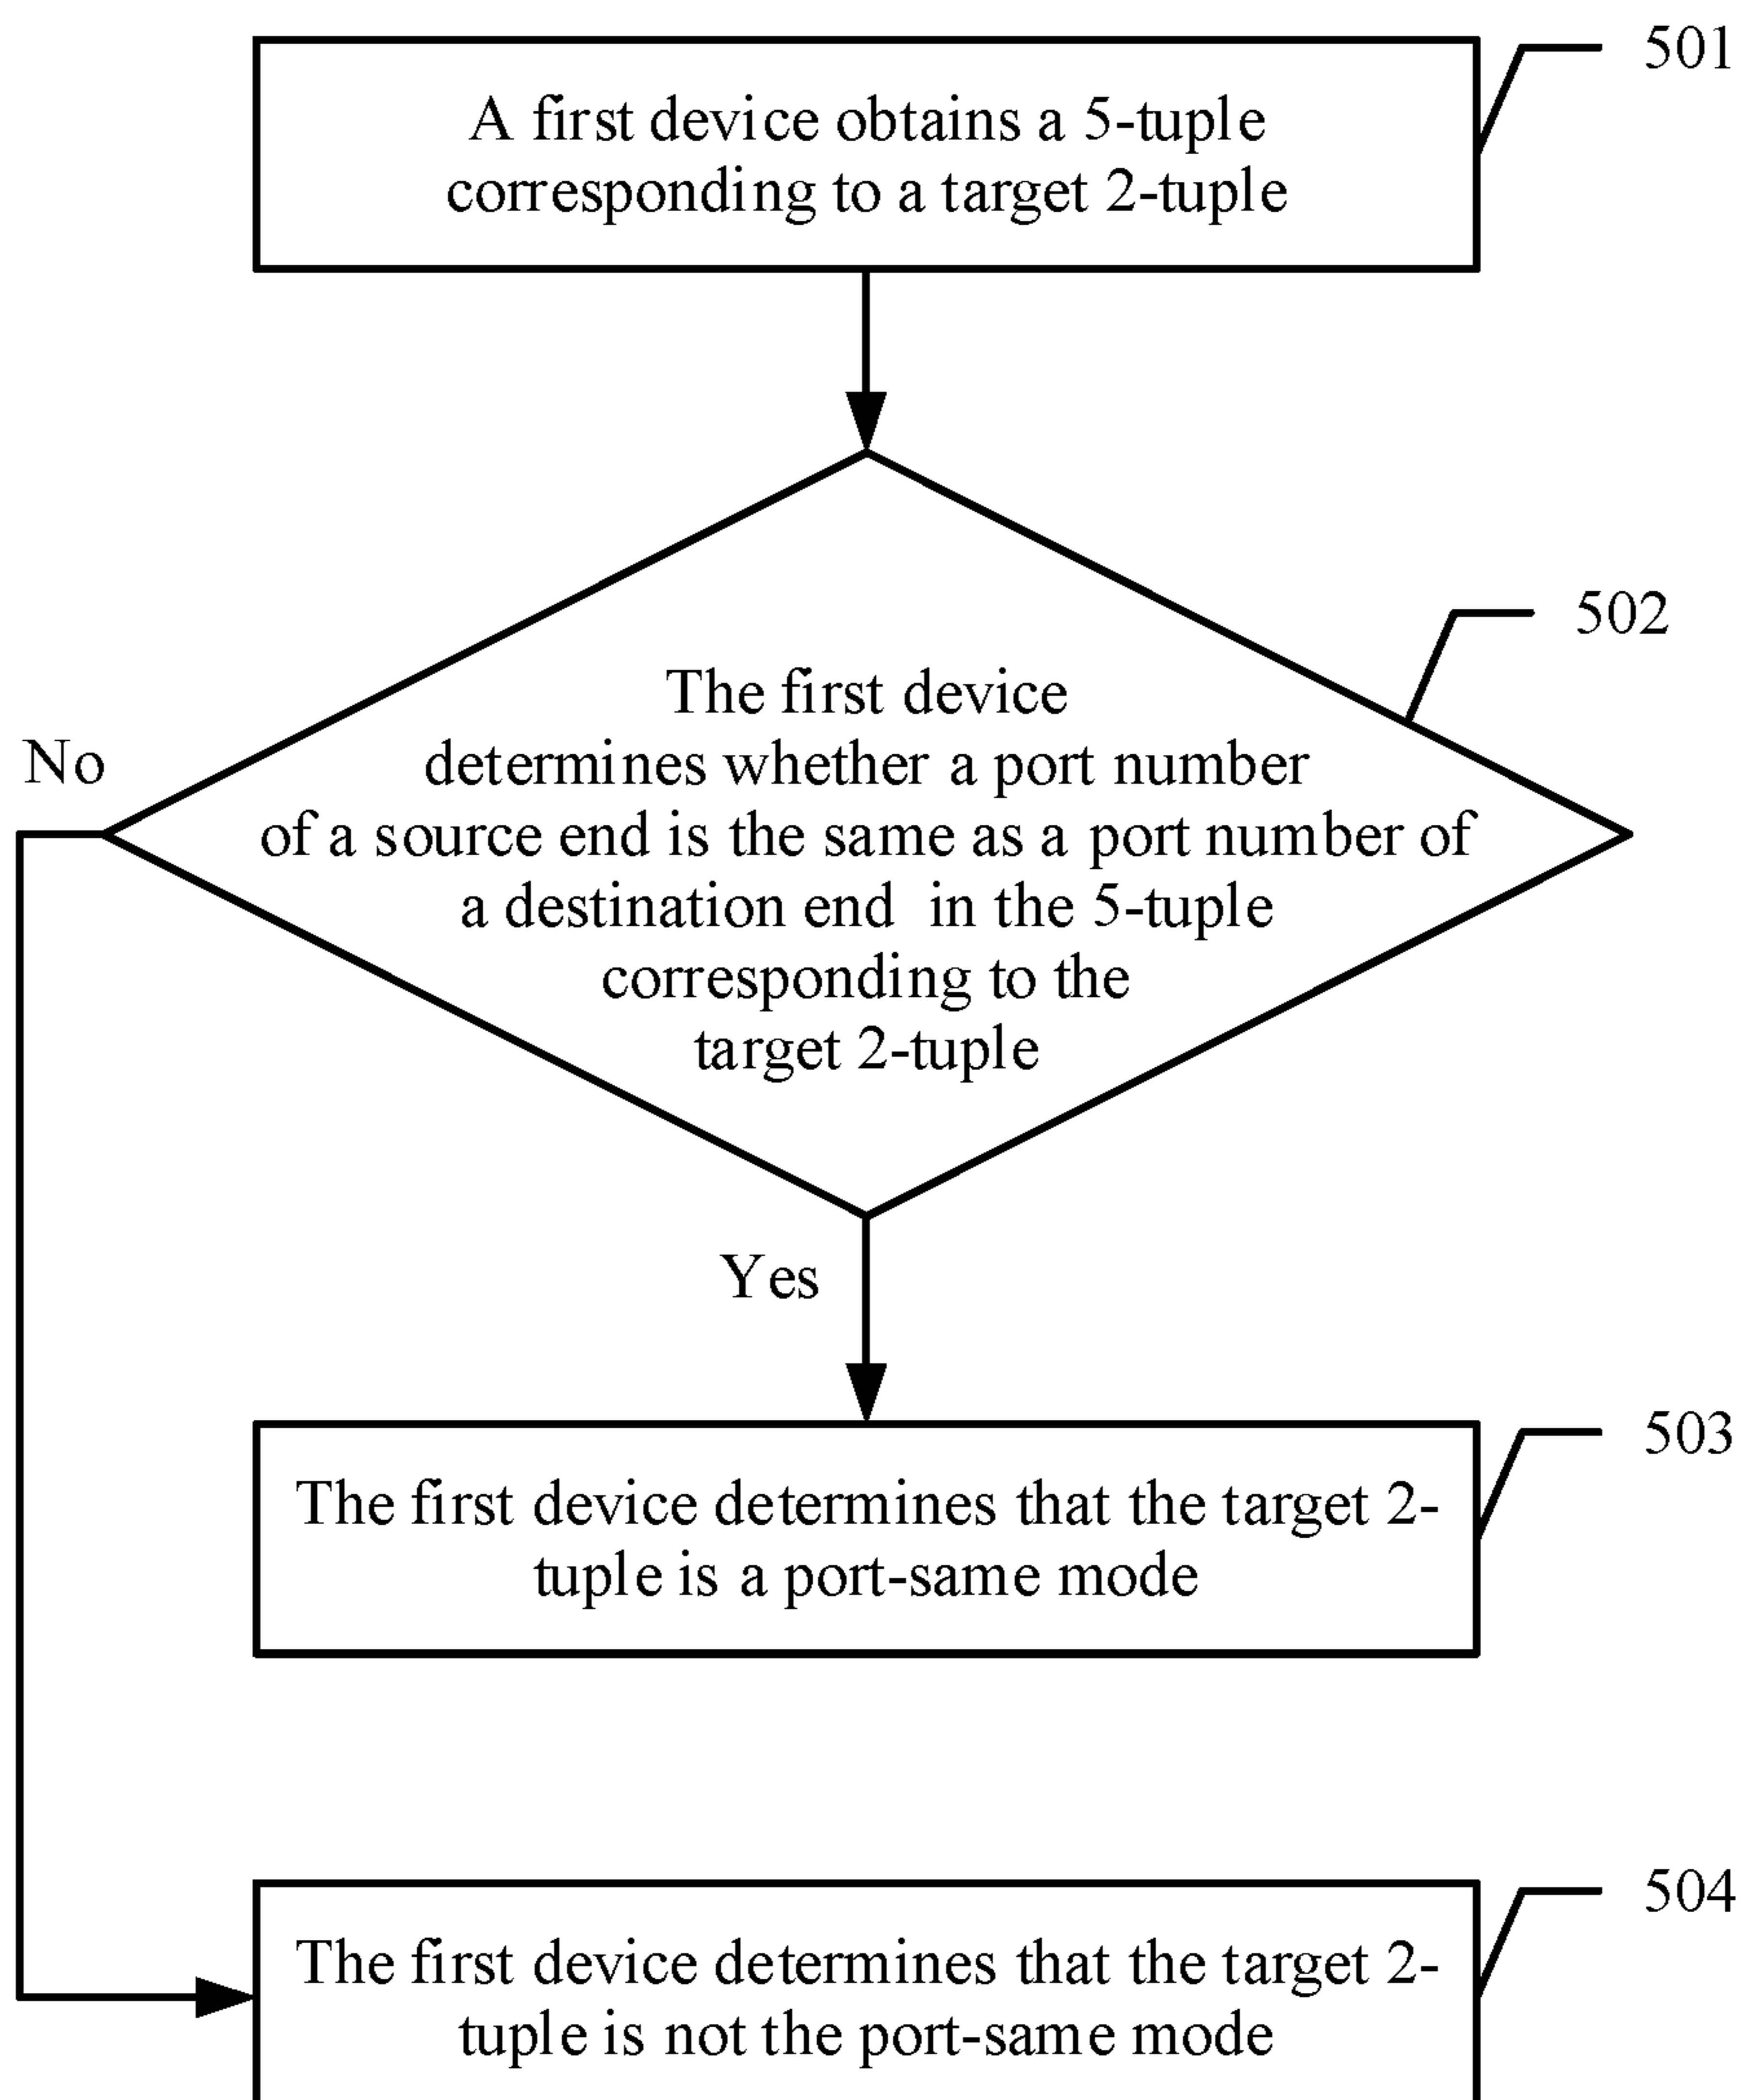 501
A first device obtains a 5-tuple
corresponding to a target 2-tuple
502
The first device
determines whether a port number
of a source end is the same as a port number of
a destination end in the 5-tuple
corresponding to the
target 2-tuple
No
Yes
503
The first device determines that the target 2-
tuple is a port-same mode
504
The first device determines that the target 2-
tuple is not the port-same mode